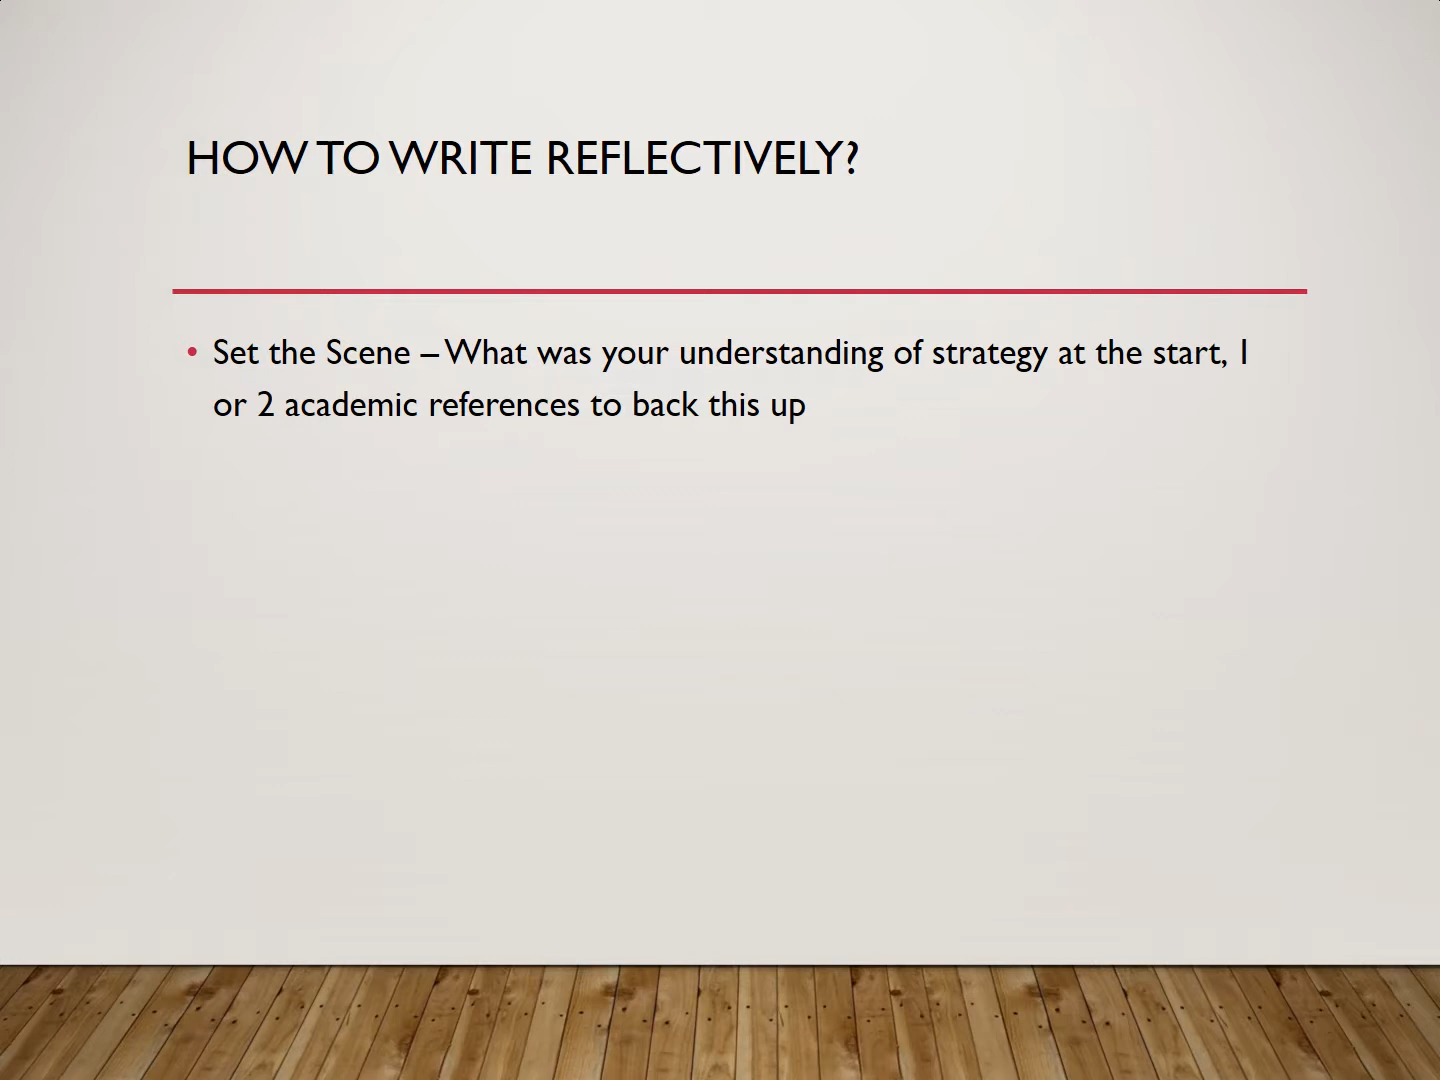 HOW TO WRITE REFLECTIVELY?
• Set the Scene – What was your understanding of strategy at the start, 1
or 2 academic references to back this up